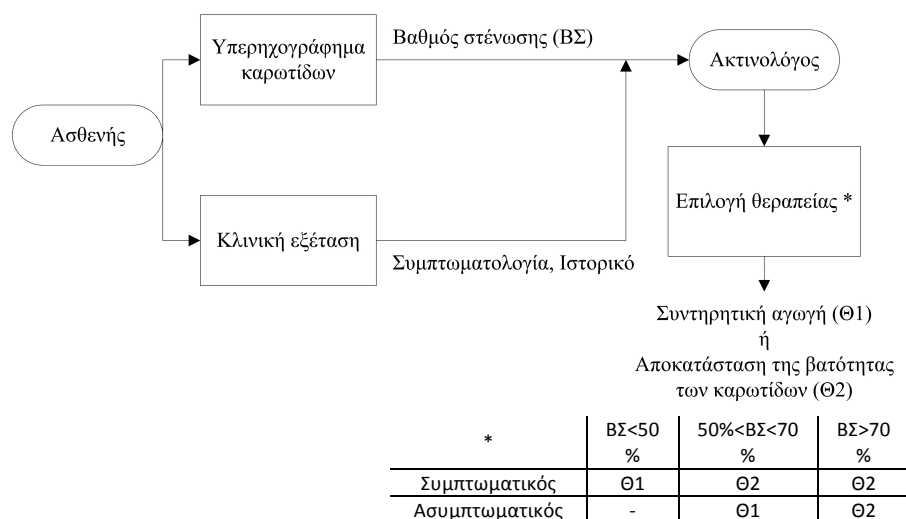 Υπερηχογράφημα
καρωτίδων
Βαθμός στένωσης (ΒΣ)
Ακτινολόγος
Ασθενής
Επιλογή θεραπείας *
Κλινική εξέταση
Συμπτωματολογία, Ιστορικό
Συντηρητική αγωγή (Θ1)
ή
Αποκατάσταση της βατότητας
των καρωτίδων (Θ2)
* ΒΣ<50 % 50%<ΒΣ<70 % ΒΣ>70 %
Συμπτωματικός Θ1 Θ2 Θ2
Ασυμπτωματικός - Θ1 Θ2